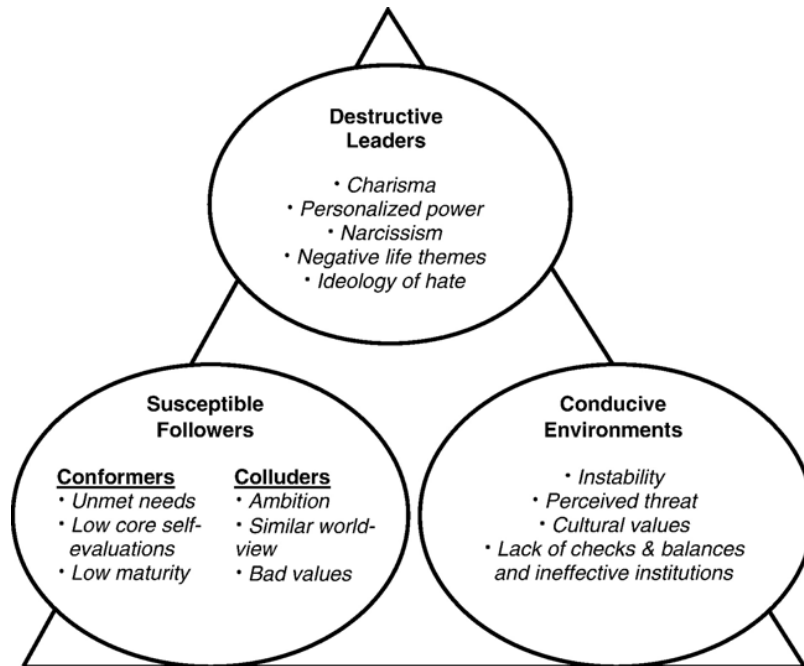 Destructive
Leaders
• Charisma
• Personalized power
• Narcissism
• Negative life themes
• Ideology of hate
Susceptible
Followers
Conformers
• Unmet needs
• Low core self-
evaluations
• Low maturity
Colluders
• Ambition
• Similar world-
view
• Bad values
Conducive
Environments
• Instability
• Perceived threat
• Cultural values
• Lack of checks & balances
and ineffective institutions